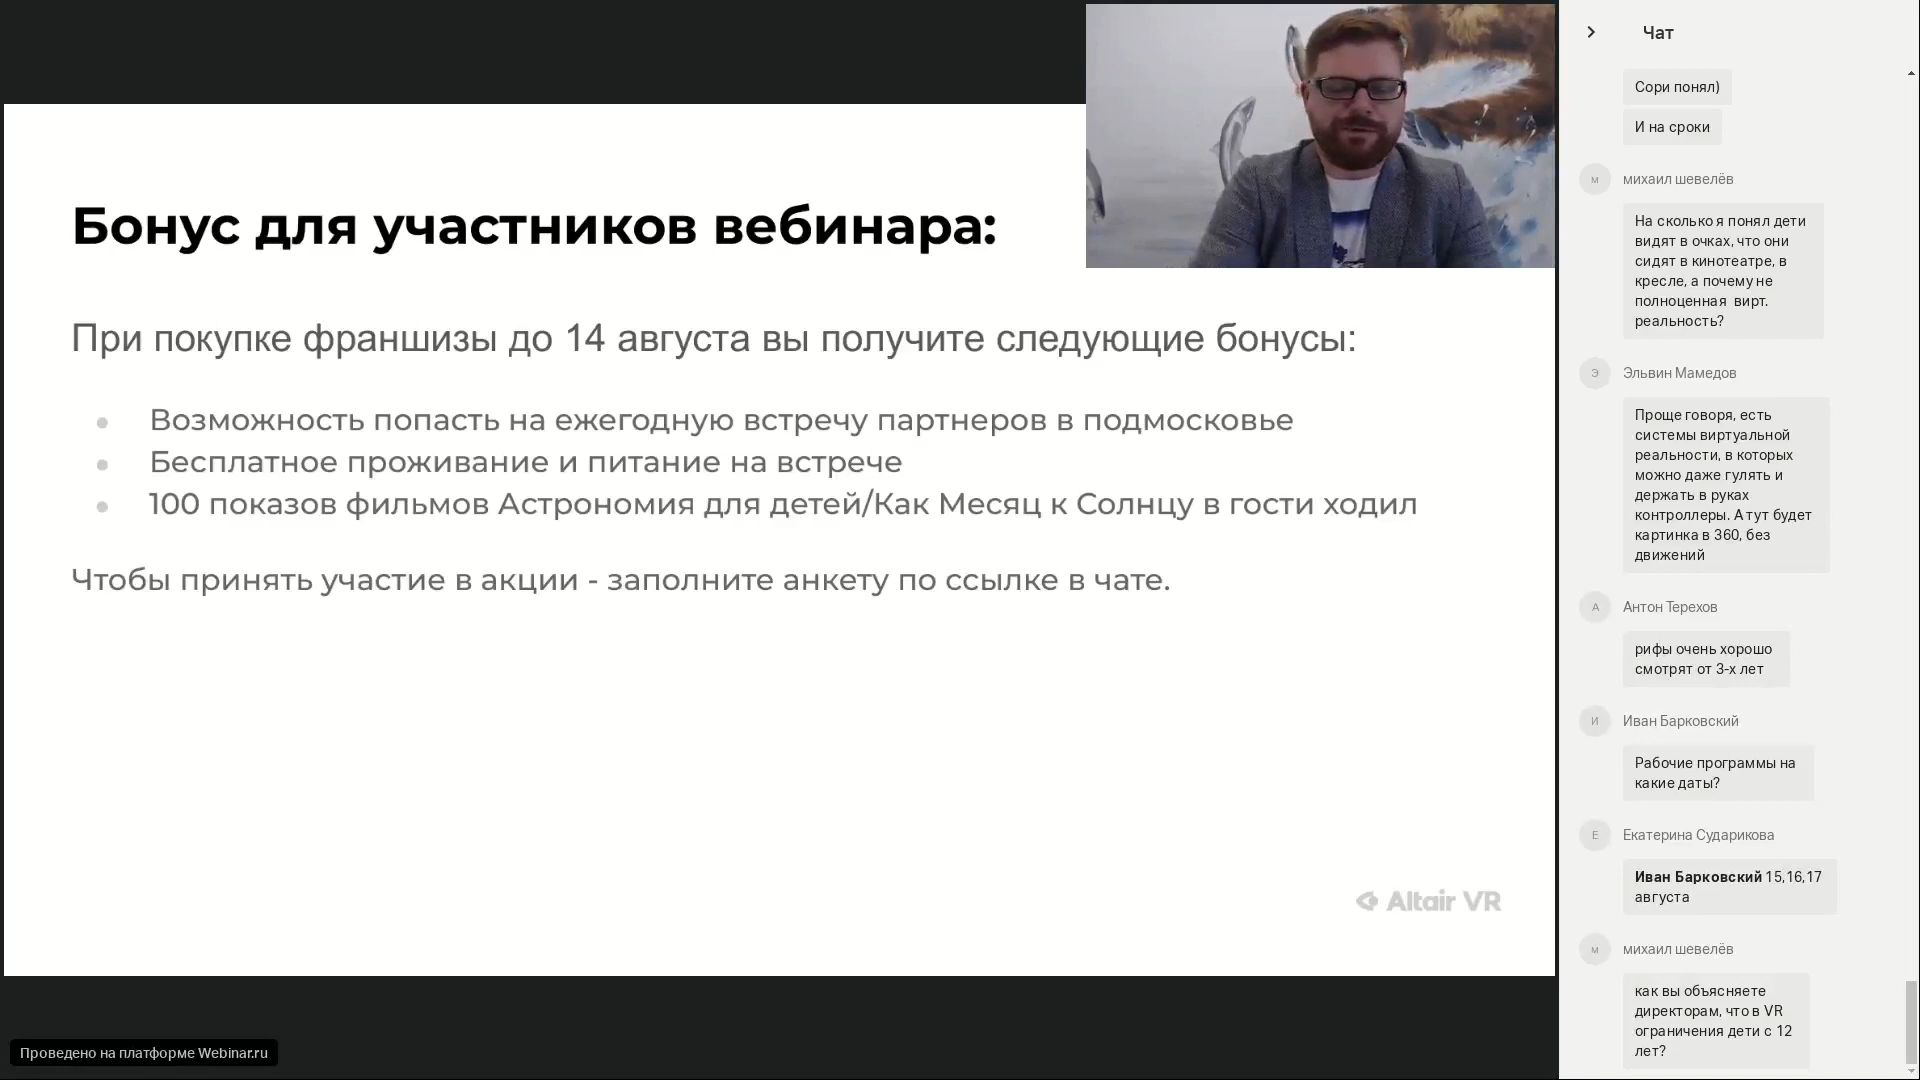 Бонус для участников вебинара:
При покупке франшизы до 14 августа вы получите следующие бонусы:
Возможность попасть на ежегодную встречу партнеров в подмосковье
Бесплатное проживание и питание на встрече
100 показов фильмов Астрономия для детей/Как Месяц к Солнцу в гости ходил
Чтобы принять участие в акции - заполните анкету по ссылке в чате.
Altair VR
Проведено на платформе Webinar.ru
Чат
Сори понял)
И на сроки
м
михаил шевелёв
На сколько я понял дети
видят в очках, что они
сидят в кинотеатре, в
кресле, а почему не
полноценная вирт.
реальность?
Э
Эльвин Мамедов
Проще говоря, есть
системы виртуальной
реальности, в которых
можно даже гулять и
держать в руках
контроллеры. А тут будет
картинка в 360, без
движений
А
Антон Терехов
рифы очень хорошо
смотрят от 3-х лет
И
Иван Барковский
Рабочие программы на
какие даты?
Е
Екатерина Сударикова
Иван Барковский 15,16,17
августа
м
михаил шевелёв
как вы объясняете
директорам, что в VR
ограничения дети с 12
лет?